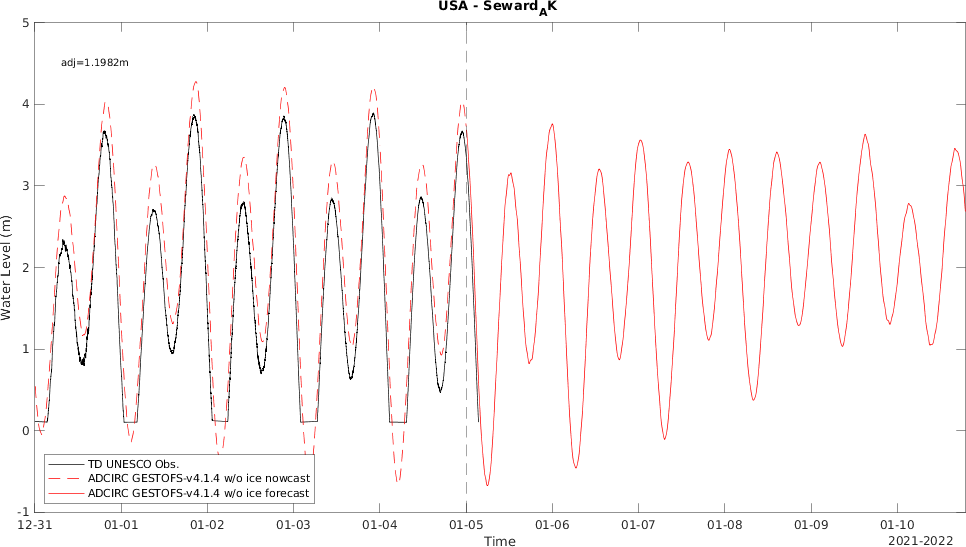 USA - Seward_AK
adj=1.1982m
5
4
3
2
1
0
-1
Water Level (m)
TD UNESCO Obs.
ADCIRC GESTOFS-v4.1.4 w/o ice nowcast
ADCIRC GESTOFS-v4.1.4 w/o ice forecast
12-31 01-01 01-02 01-03 01-04 01-05 01-06 01-07 01-08 01-09 01-10
Time
2021-2022